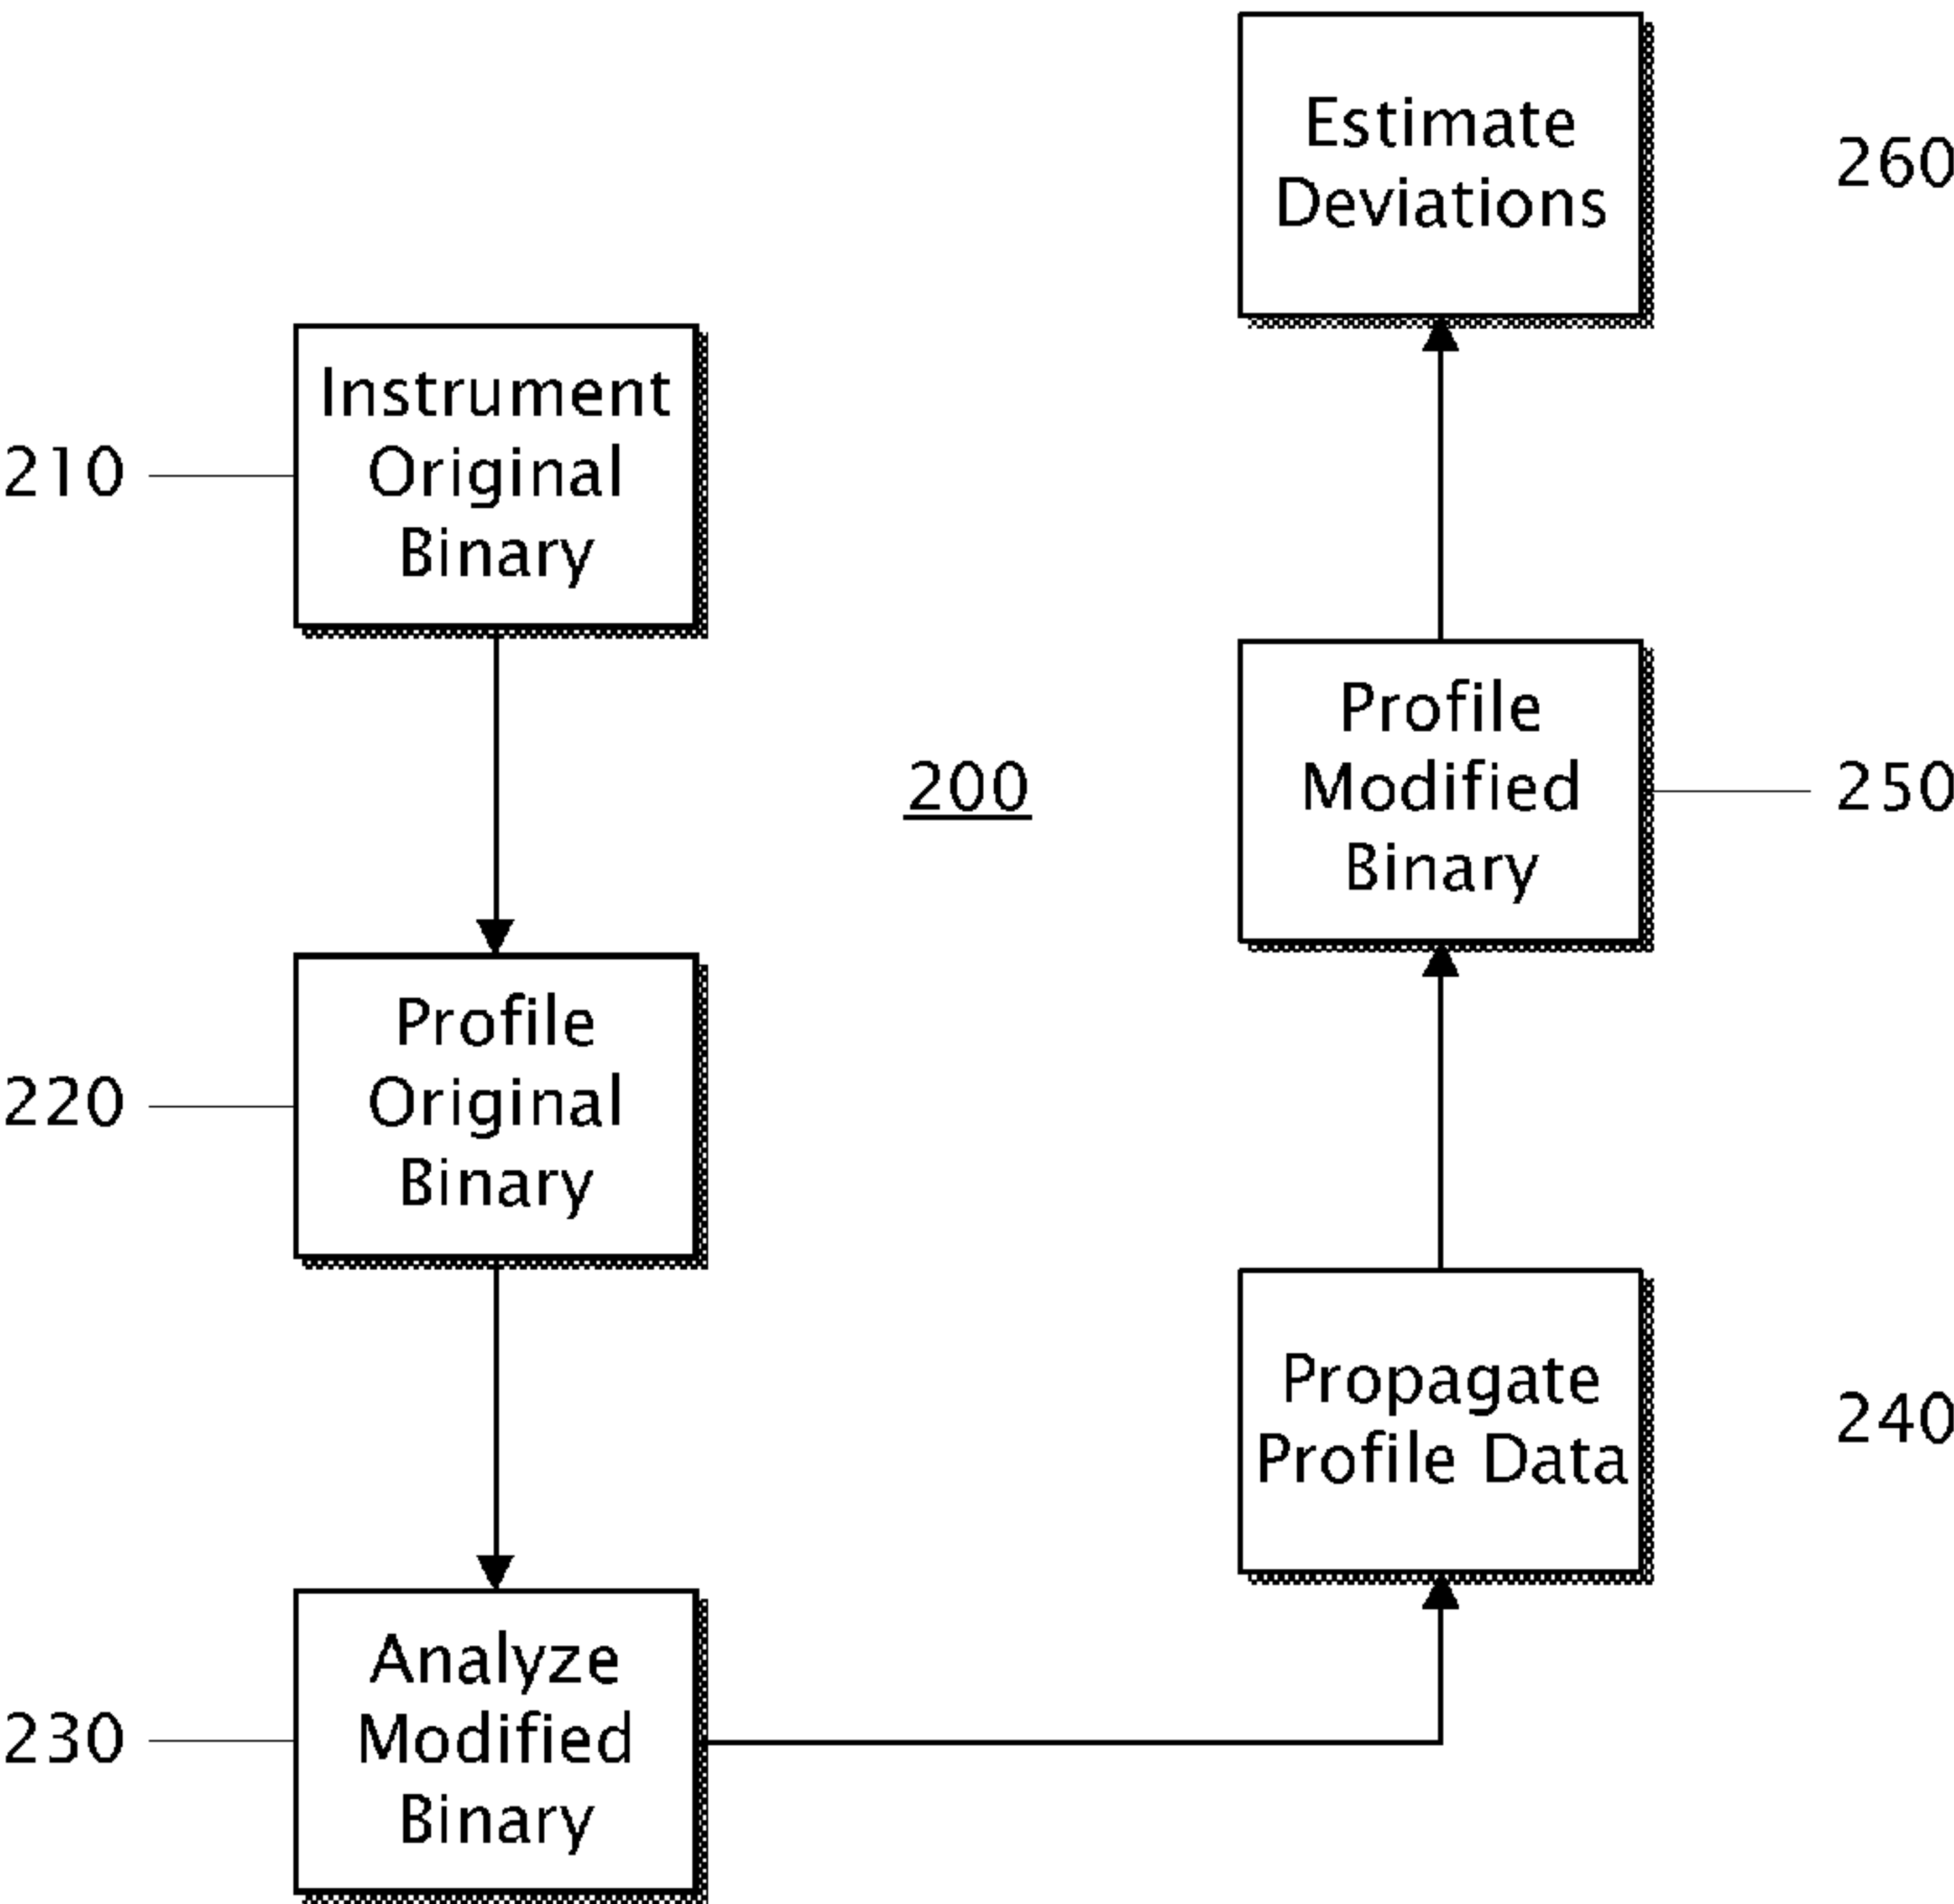 210
Instrument
Original
Binary
220
Profile
Original
Binary
230
Analyze
Modified
Binary
200
Propagate
Profile Data
240
Profile
Modified
Binary
250
Estimate
Deviations
260